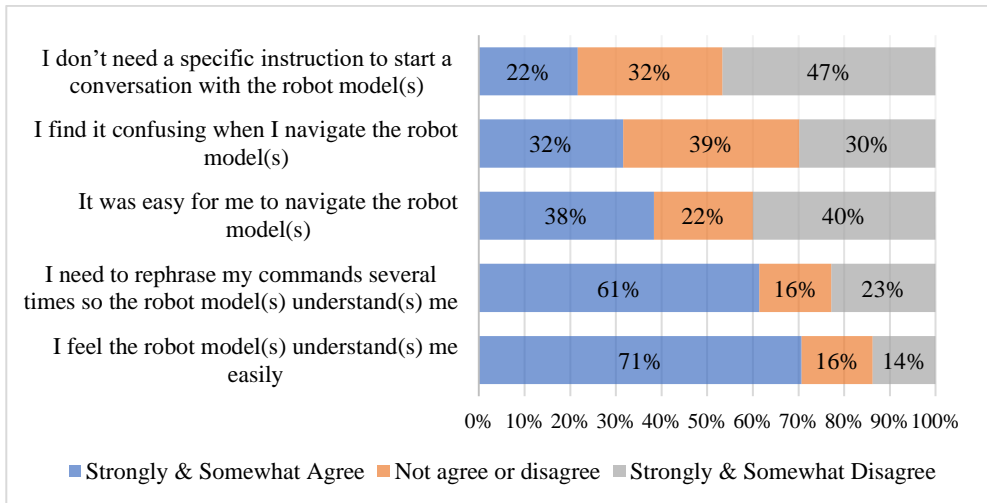 I don’t need a specific instruction to start a
conversation with the robot model(s)
22% 32% 47%
I find it confusing when I navigate the robot
model(s)
32% 39% 30%
It was easy for me to navigate the robot
model(s)
38% 22% 40%
I need to rephrase my commands several
times so the robot model(s) understand(s) me
61% 16% 23%
I feel the robot model(s) understand(s) me
easily
71% 16% 14%
0% 10% 20% 30% 40% 50% 60% 70% 80% 90% 100%
Strongly & Somewhat Agree Not agree or disagree Strongly & Somewhat Disagree